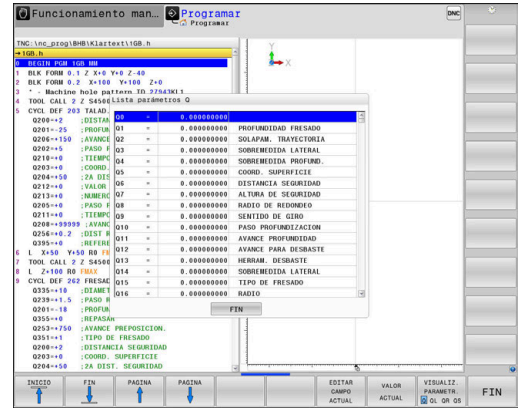 Funcionamiento man...
Programar
Programar
DNC
TNC:\nc_prog\BHB\Klartext\1GB.h
→1GB.h
0 BEGIN PGM 1GB MM
1 BLK FORM 0.1 Z X+0 Y+0 Z-40
2 BLK FORM 0.2 X+100 Y+100 Z+0
3 * - Machine hole pattern ID 27943KL1
4 TOOL CALL 2 Z S4500
5 CYCL DEF 203 TALAD.
Q200=+2 ;DISTAN
Q201=-25 ;PROFUN
Q206=+150 ;AVANCE
Q202=+5 ;PASO P
Q210=+0 ;TIEMPO
Q203=+0 ;COORD.
Q204=+50 ;2A DIS
Q212=+0 ;VALOR
Q213=+0 ;NUMERO
Q205=+0 ;PASO P
Q211=+0 ;TIEMPO
Q208=+99999 ;AVANC
Q256=+0.2 ;DIST R
Q395=+0 ;REFERE
6 L X+50 Y+50 R0 FM
7 TOOL CALL 2 Z S4500
8 L Z+100 R0 FMAX
9 CYCL DEF 262 FRESAD
Q335=+10 ;DIAMET
Q239=+1.5 ;PASO R
Q201=-18 ;PROFUN
Q355=+0 ;REPASAR
Q253=+750 ;AVANCE PREPOSICION.
Q351=+1 ;TIPO DE FRESADO
Q200=+2 ;DISTANCIA SEGURIDAD
Q203=+0 ;COORD. SUPERFICIE
Q204=+50 ;2A DIST. SEGURIDAD
Y
X
Lista parámetros Q
Q0 = 0.000000000
Q1 = 0.000000000 PROFUNDIDAD FRESADO
Q2 = 0.000000000 SOLAPAM. TRAYECTORIA
Q3 = 0.000000000 SOBREMEDIDA LATERAL
Q4 = 0.000000000 SOBREMEDIDA PROFUND.
Q5 = 0.000000000 COORD. SUPERFICIE
Q6 = 0.000000000 DISTANCIA SEGURIDAD
Q7 = 0.000000000 ALTURA DE SEGURIDAD
Q8 = 0.000000000 RADIO DE REDONDEO
Q9 = 0.000000000 SENTIDO DE GIRO
Q10 = 0.000000000 PASO PROFUNDIZACION
Q11 = 0.000000000 AVANCE PROFUNDIDAD
Q12 = 0.000000000 AVANCE PARA DESBASTE
Q13 = 0.000000000 HERRAM. DESBASTE
Q14 = 0.000000000 SOBREMEDIDA LATERAL
Q15 = 0.000000000 TIPO DE FRESADO
Q16 = 0.000000000 RADIO
FIN
INICIO
FIN
PAGINA
PAGINA
EDITAR
CAMPO
ACTUAL
VALOR
ACTUAL
VISUALIZ.
PARAMETR.
Q QL QR QS
FIN